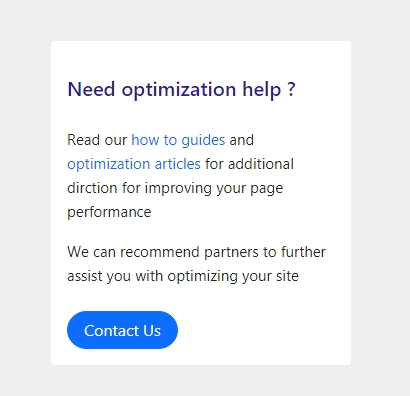 Need optimization help ?
Read our how to guides and
optimization articles for additional
dirction for improving your page
performance
We can recommend partners to further
assist you with optimizing your site
Contact Us